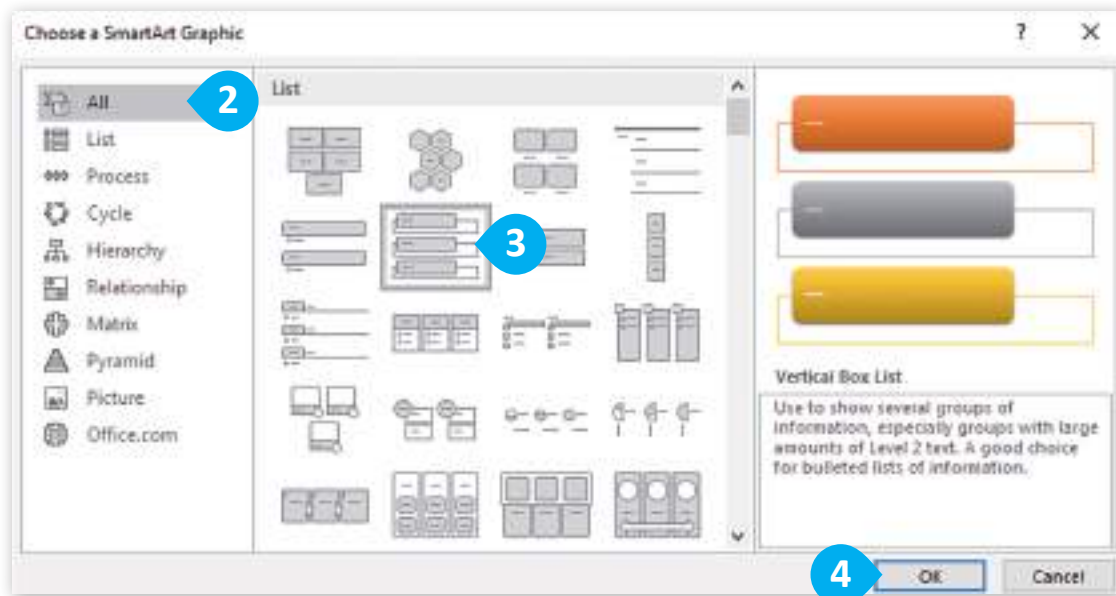 Choose a SmartArt Graphic
?
All
2
List
Process
Cycle
Hierarchy
Relationship
Matrix
Pyramid
Picture
Office.com
List
3
Vertical Box List
Use to show several groups of
information, especially groups with large
amounts of Level 2 text. A good choice
for bulleted lists of information.
4
OK
Cancel